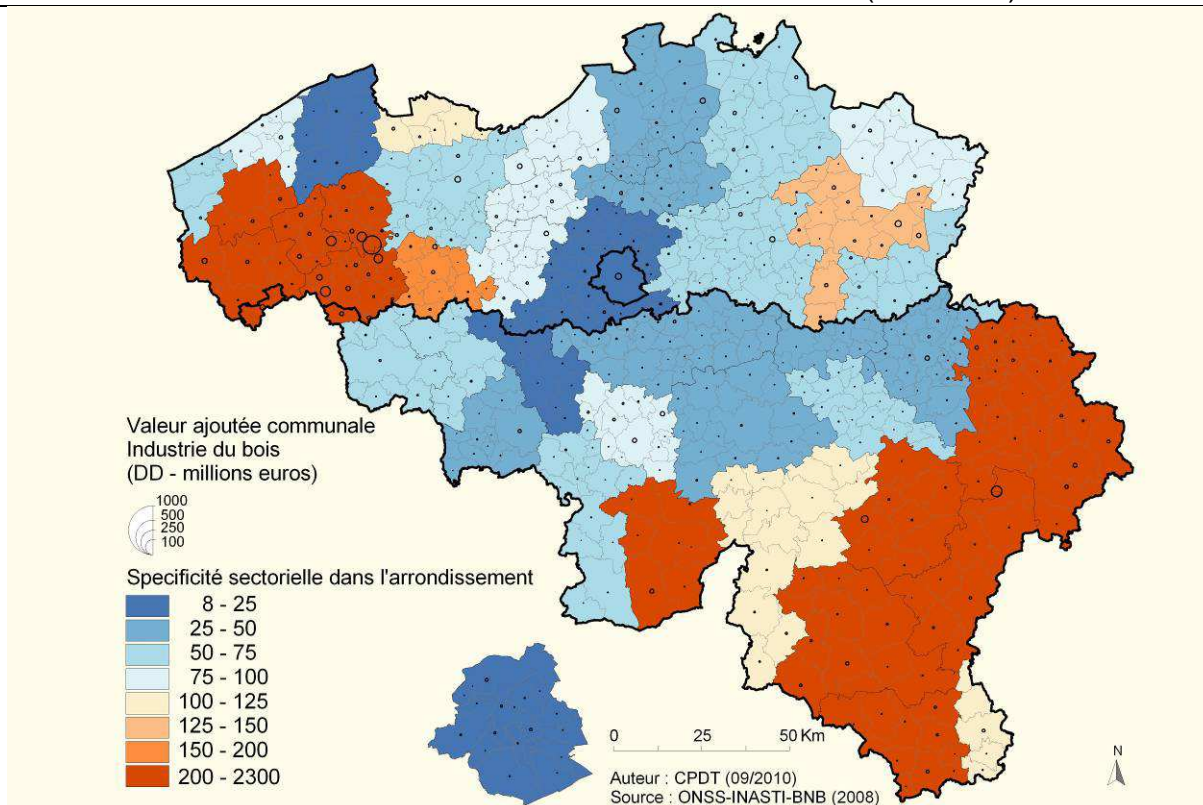 Valeur ajoutée communale
Industrie du bois
(DD - millions euros)
1000
500
250
100
Specificité sectorielle dans l'arrondissement
8 - 25
25 - 50
50 - 75
75 - 100
100 - 125
125 - 150
150 - 200
200 - 2300
0 25 50 Km
Auteur : CPDT (09/2010)
Source : ONSS-INASTI-BNB (2008)
N